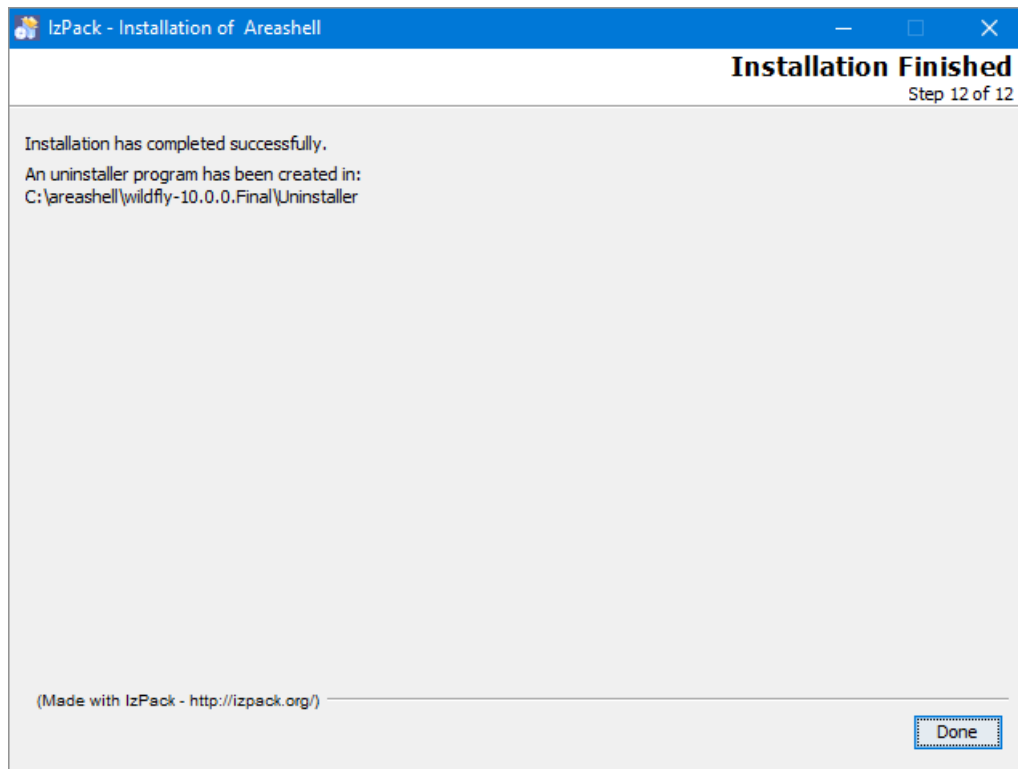 IzPack - Installation of Areashell
Installation Finished
Step 12 of 12
Installation has completed successfully.
An uninstaller program has been created in:
C:\areashell\wildfly-10.0.0.Final\Uninstaller
(Made with IzPack - http://izpack.org/)
Done